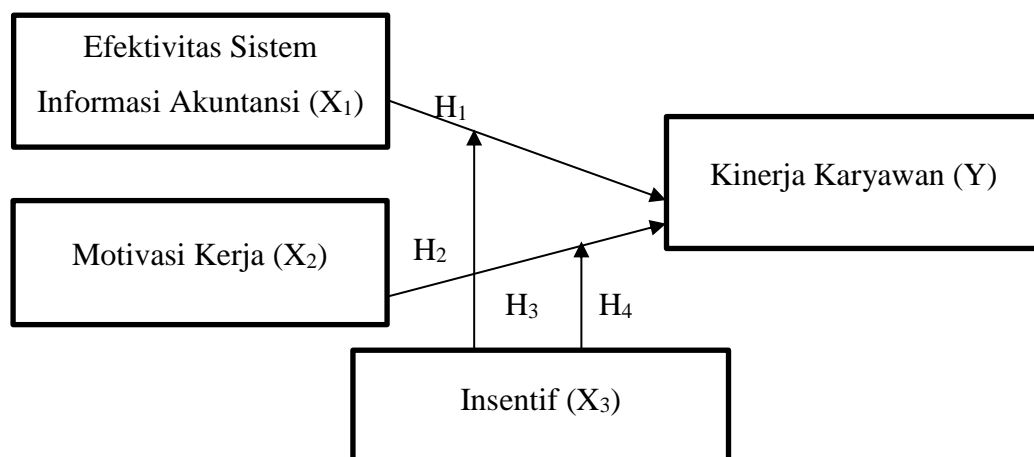 Efektivitas Sistem
Informasi Akuntansi (X₁)
H₁
Kinerja Karyawan (Y)
Motivasi Kerja (X₂)
H₂
H₃
H₄
Insentif (X₃)